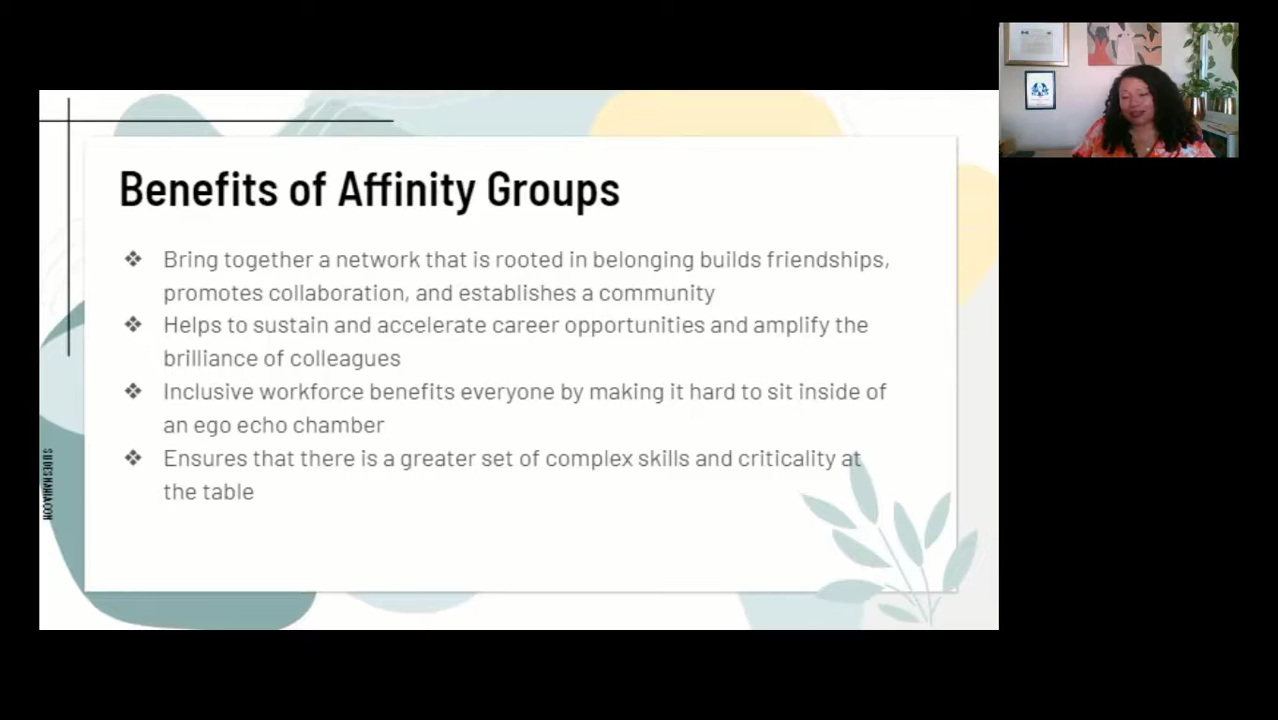 Benefits of Affinity Groups
❖ Bring together a network that is rooted in belonging builds friendships,
promotes collaboration, and establishes a community
❖ Helps to sustain and accelerate career opportunities and amplify the
brilliance of colleagues
❖ Inclusive workforce benefits everyone by making it hard to sit inside of
an ego echo chamber
❖ Ensures that there is a greater set of complex skills and criticality at
the table
SLIDESMANIA.COM